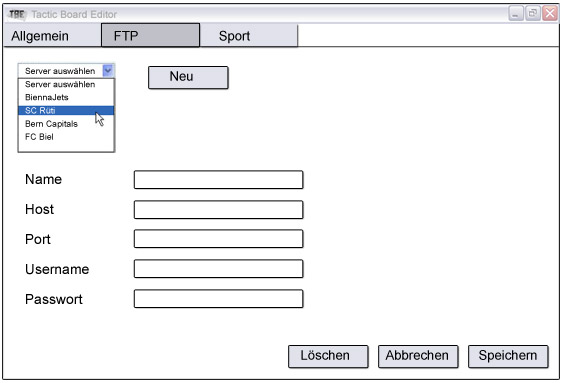 TBE Tactic Board Editor
Allgemein FTP Sport
Server auswählen Neu
Server auswählen
BiennaJets
SC Rüti
Bern Capitals
FC Biel
Name
Host
Port
Username
Passwort
Löschen Abbrechen Speichern